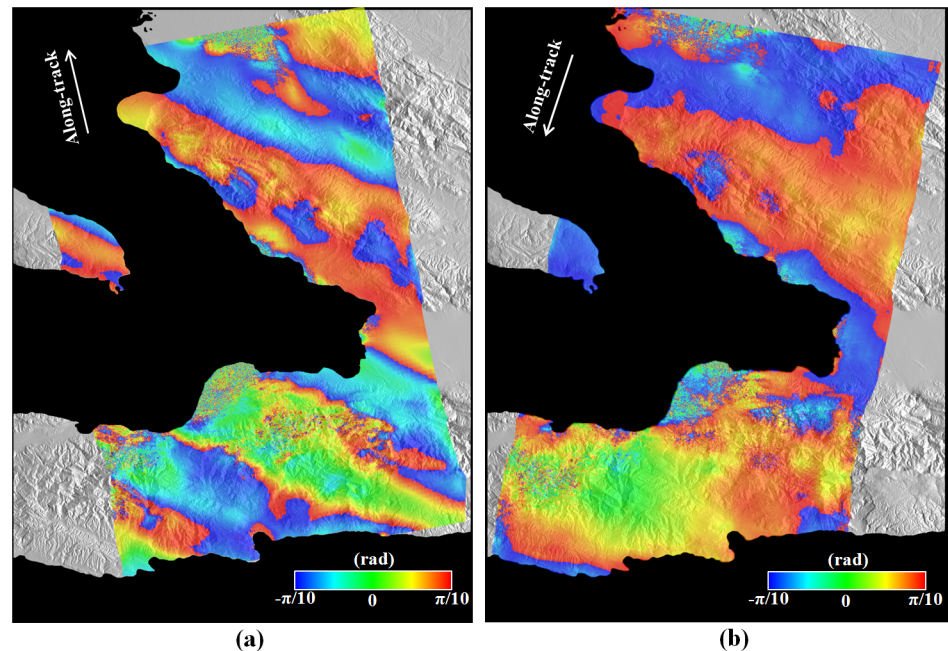 Along-track
Along-track
(rad)
-π/10
0
π/10
(rad)
-π/10
0
π/10
(a)
(b)